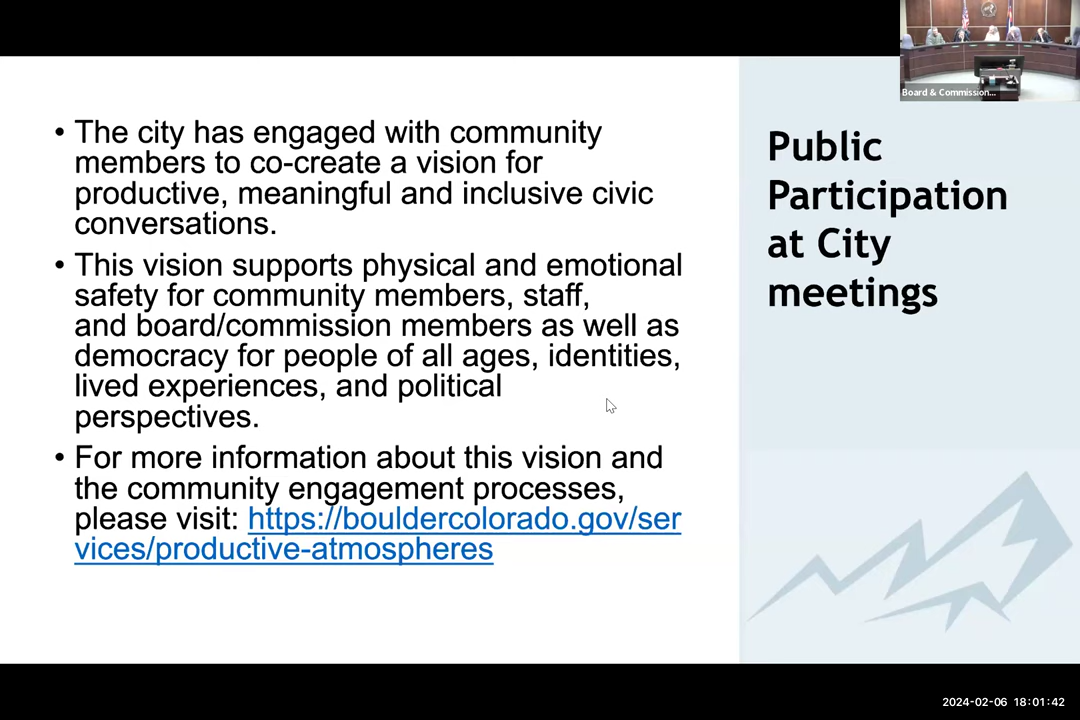 Board & Commission...
• The city has engaged with community
members to co-create a vision for
productive, meaningful and inclusive civic
conversations.
• This vision supports physical and emotional
safety for community members, staff,
and board/commission members as well as
democracy for people of all ages, identities,
lived experiences, and political
perspectives.
• For more information about this vision and
the community engagement processes,
please visit: https://bouldercolorado.gov/ser
vices/productive-atmospheres
Public
Participation
at City
meetings
2024-02-06 18:01:42